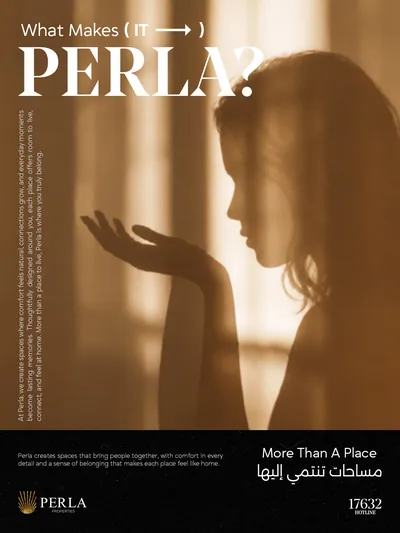 What Makes ( IT → )
PERLA?
At Perla, we create spaces where comfort feels natural, connections grow, and everyday moments
become lasting memories. Thoughtfully designed around you, each place offers room to live,
connect, and feel at home. More than a place to live, Perla is where you truly belong.
Perla creates spaces that bring people together, with comfort in every
detail and a sense of belonging that makes each place feel like home.
More Than A Place
مساحات تنتمي إليها
PERLA
PROPERTIES
17632
HOTLINE